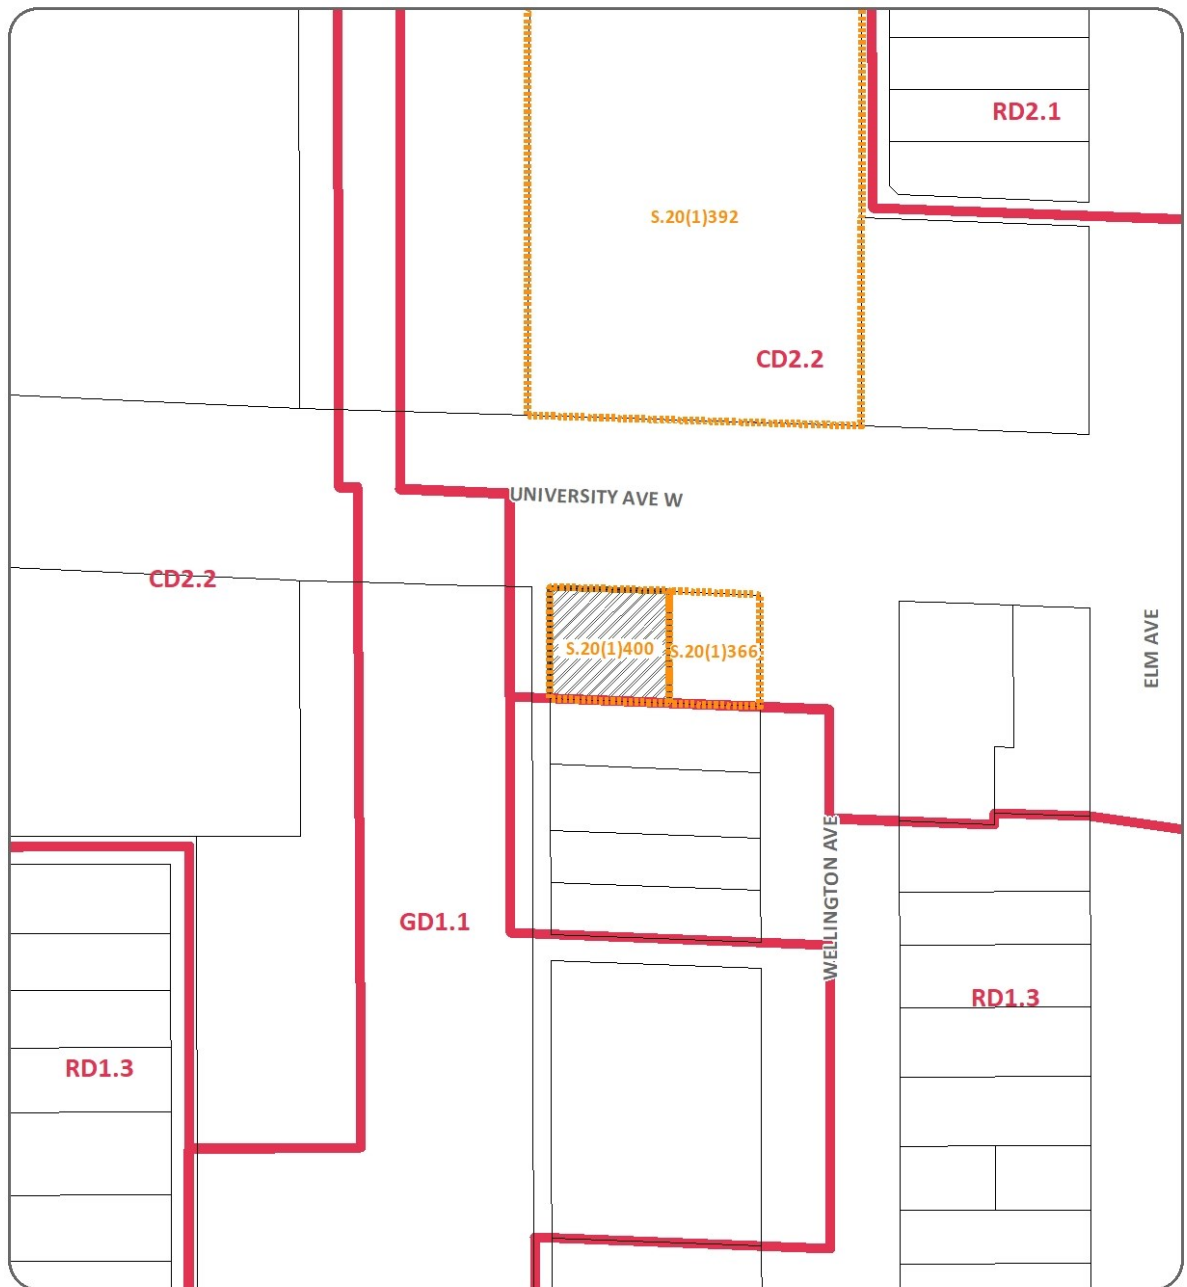 RD2.1
S.20(1)392
CD2.2
UNIVERSITY AVE W
CD2.2
S.20(1)400
S.20(1)366
ELM AVE
WELLINGTON AVE
GD1.1
RD1.3
RD1.3